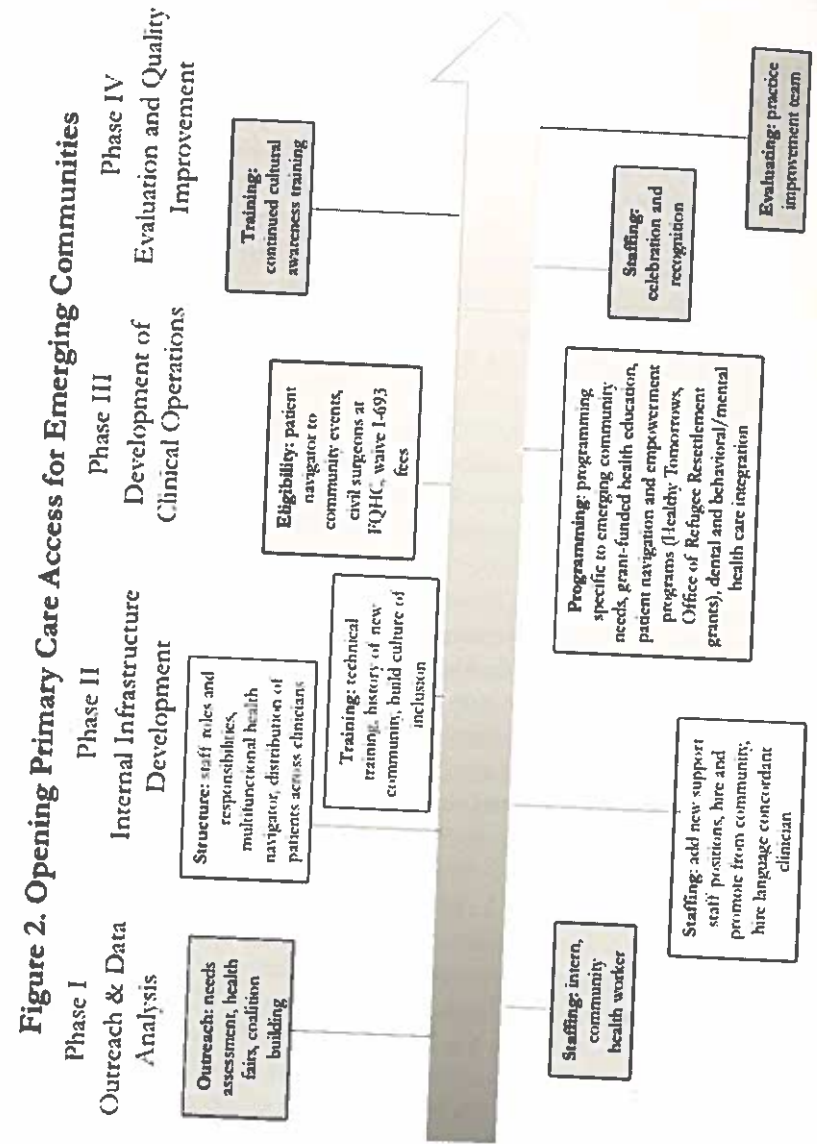 Figure 2. Opening Primary Care Access for Emerging Communities
Phase I
Outreach & Data
Analysis
Phase II
Internal Infrastructure
Development
Phase III
Development of
Clinical Operations
Phase IV
Evaluation and Quality
Improvement
Outreach: needs
assessment, health
fairs, coalition
building
Structure: staff roles and
responsibilities,
multifunctional health
navigator, distribution of
patients across clinicians
Training: technical
training, history of new
community, build culture of
inclusion
Eligibility: patient
navigator to
community events,
civil surgeons at
FQHC, waive I-693
fees
Training:
continued cultural
awareness training
Staffing: intern,
community
health worker
Staffing: add new support
staff positions, hire and
promote from community,
hire language concordant
clinician
Programming: programming
specific to emerging community
needs, grant-funded health education,
patient navigation and empowerment
programs (Healthy Tomorrows,
Office of Refugee Resettlement
grants), dental and behavioral/mental
health care integration
Staffing:
celebration and
recognition
Evaluating: practice
improvement team